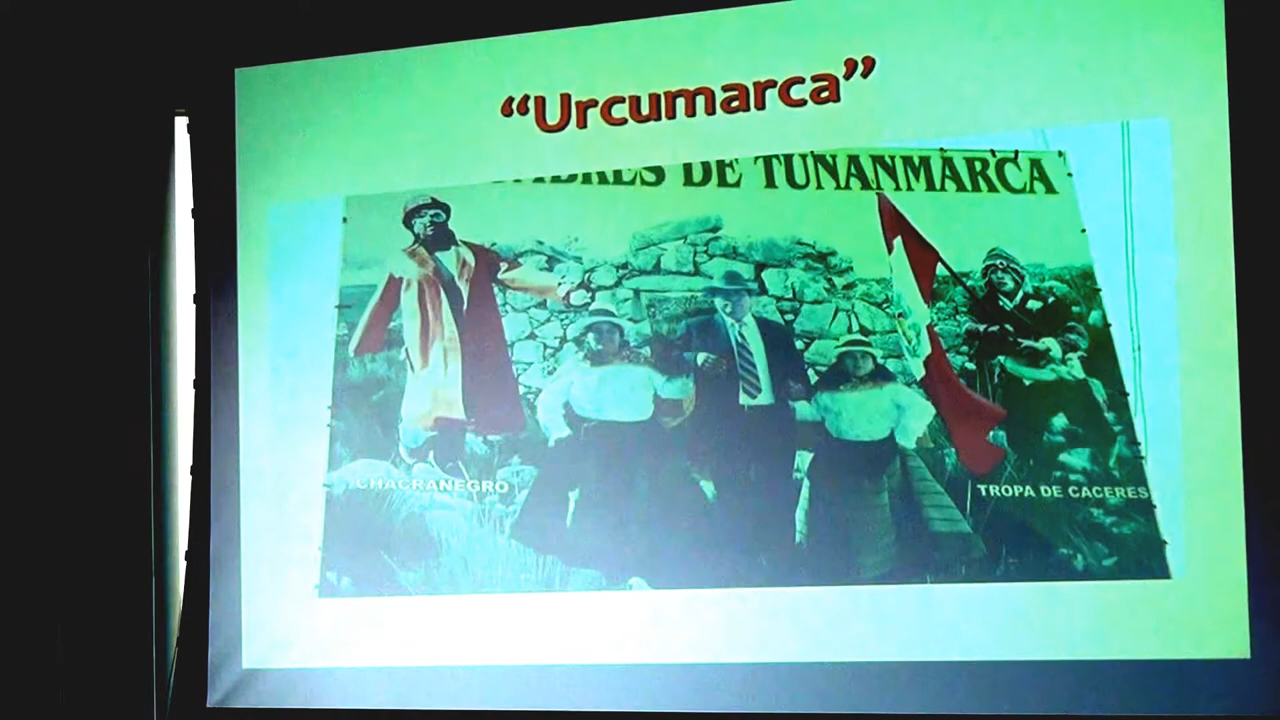 “Urcumarca”
DE TUNANMARCA
CHACRANEGRO
TROPA DE CACERES